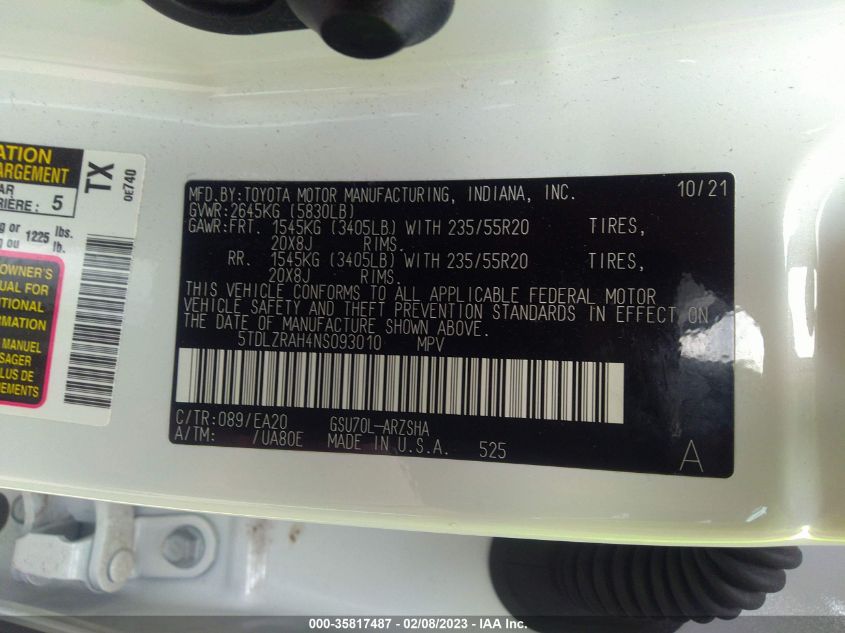 ATION
ARGEMENT
AR
RIÈRE: 5
g or 1225 lbs.
g ou lb.
TX
0E740
OWNER'S
UAL FOR
ITIONAL
RMATION
MANUEL
SAGER
LUS DE
NEMENTS
MFD.BY:TOYOTA MOTOR MANUFACTURING, INDIANA, INC. 10/21
GVWR:2645KG (5830LB)
GAWR:FRT. 1545KG (3405LB) WITH 235/55R20 TIRES,
20X8J RIMS.
RR. 1545KG (3405LB) WITH 235/55R20 TIRES,
20X8J RIMS.
THIS VEHICLE CONFORMS TO ALL APPLICABLE FEDERAL MOTOR
VEHICLE SAFETY AND THEFT PREVENTION STANDARDS IN EFFECT ON
THE DATE OF MANUFACTURE SHOWN ABOVE.
5TDLZRAH4NS093010 MPV
C/TR:089/EA20 GSU70L-ARZSHA
A/TM: /UA80E MADE IN U.S.A. 525
A
000-35817487 - 02/08/2023 - IAA Inc.